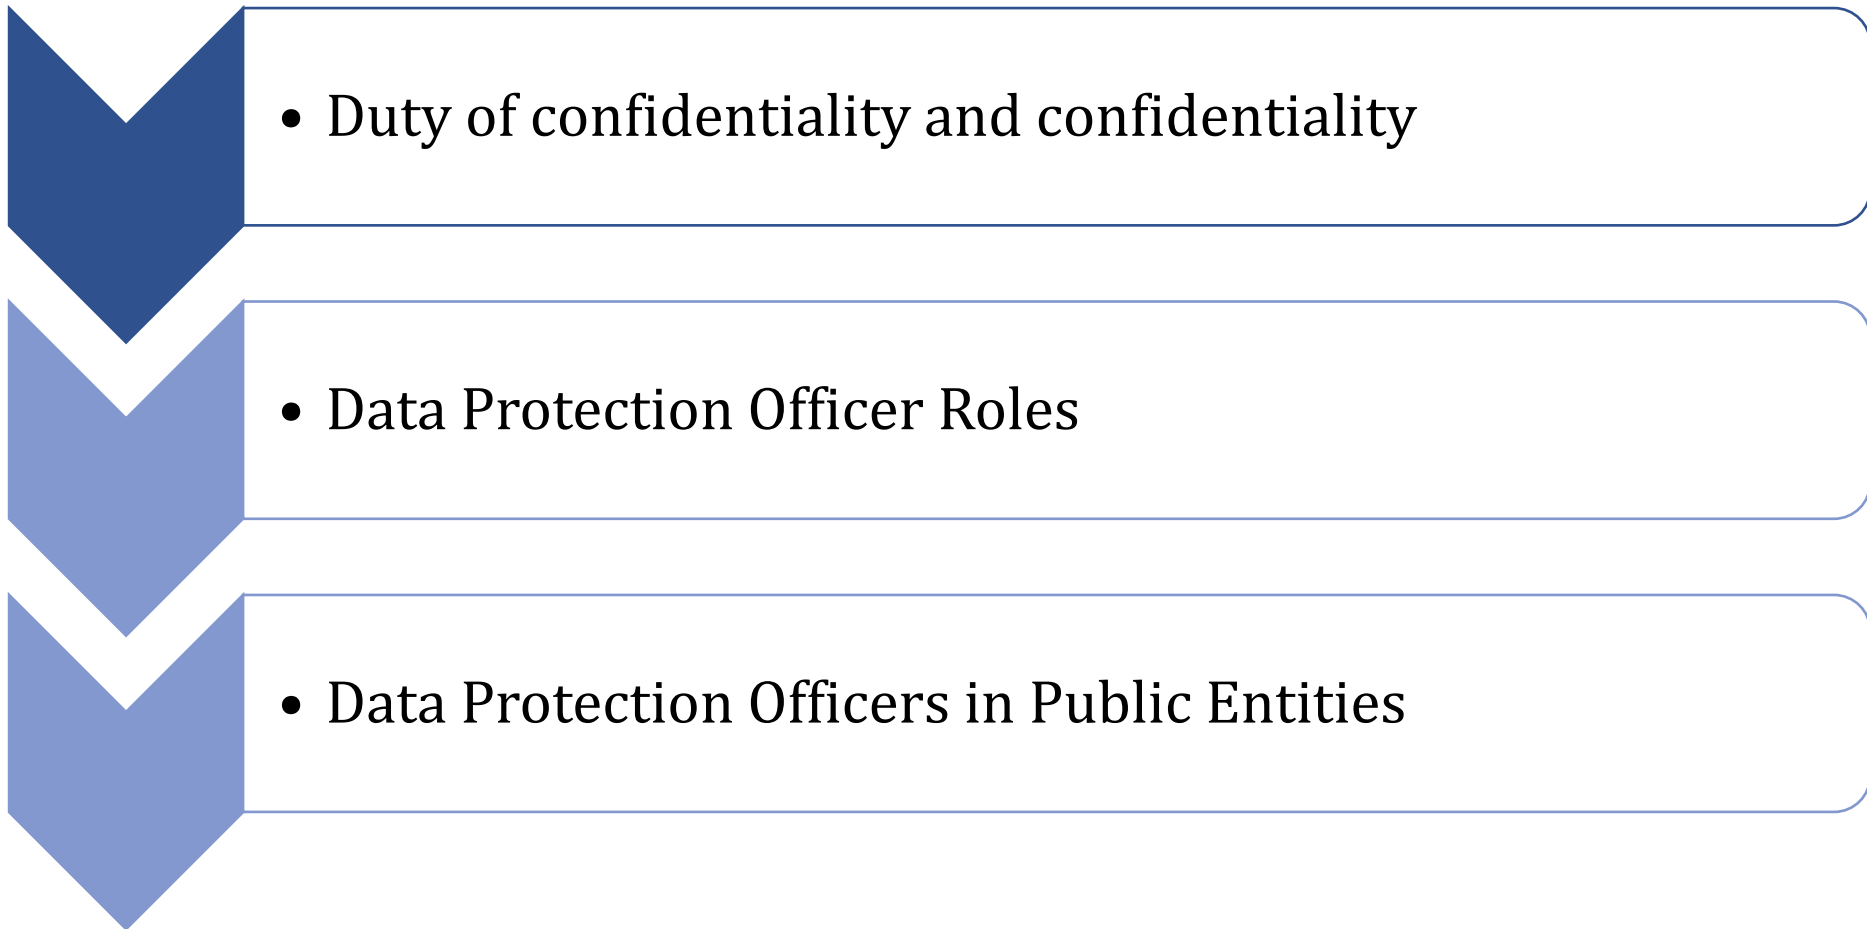 • Duty of confidentiality and confidentiality
• Data Protection Officer Roles
• Data Protection Officers in Public Entities